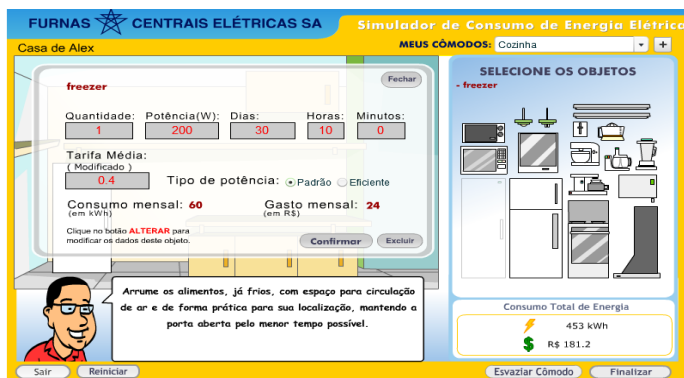 FURNAS CENTRAIS ELÉTRICAS SA
Simulador de Consumo de Energia Elétrica
Casa de Alex
MEUS CÔMODOS: Cozinha
+
freezer
Fechar
Quantidade: Potência(W): Dias: Horas: Minutos:
1 200 30 10 0
Tarifa Média:
( Modificado )
0.4
Tipo de potência: Padrão Eficiente
Consumo mensal: 60 Gasto mensal: 24
(em kWh) (em R$)
Clique no botão ALTERAR para
modificar os dados deste objeto.
Confirmar Excluir
SELECIONE OS OBJETOS
- freezer
Arrume os alimentos, já frios, com espaço para circulação
de ar e de forma prática para sua localização, mantendo a
porta aberta pelo menor tempo possível.
Consumo Total de Energia
453 kWh
$ R$ 181.2
Sair Reiniciar Esvaziar Cômodo Finalizar